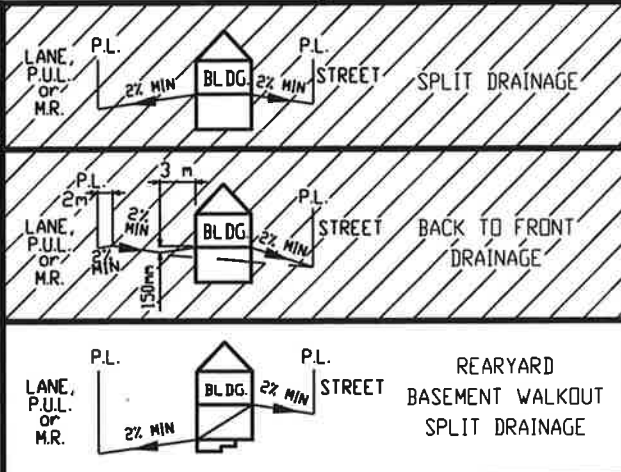 P.L.
P.L.
LANE,
P.U.L.
or
M.R.
2% MIN
BLDG.
2% MIN
STREET
SPLIT DRAINAGE
3 m
P.L.
2m
P.L.
LANE,
P.U.L.
or
M.R.
2% MIN
2% MIN
150mm
BLDG.
2% MIN
STREET
BACK TO FRONT
DRAINAGE
P.L.
P.L.
LANE,
P.U.L.
or
M.R.
2% MIN
BLDG.
2% MIN
STREET
REARYARD
BASEMENT WALKOUT
SPLIT DRAINAGE